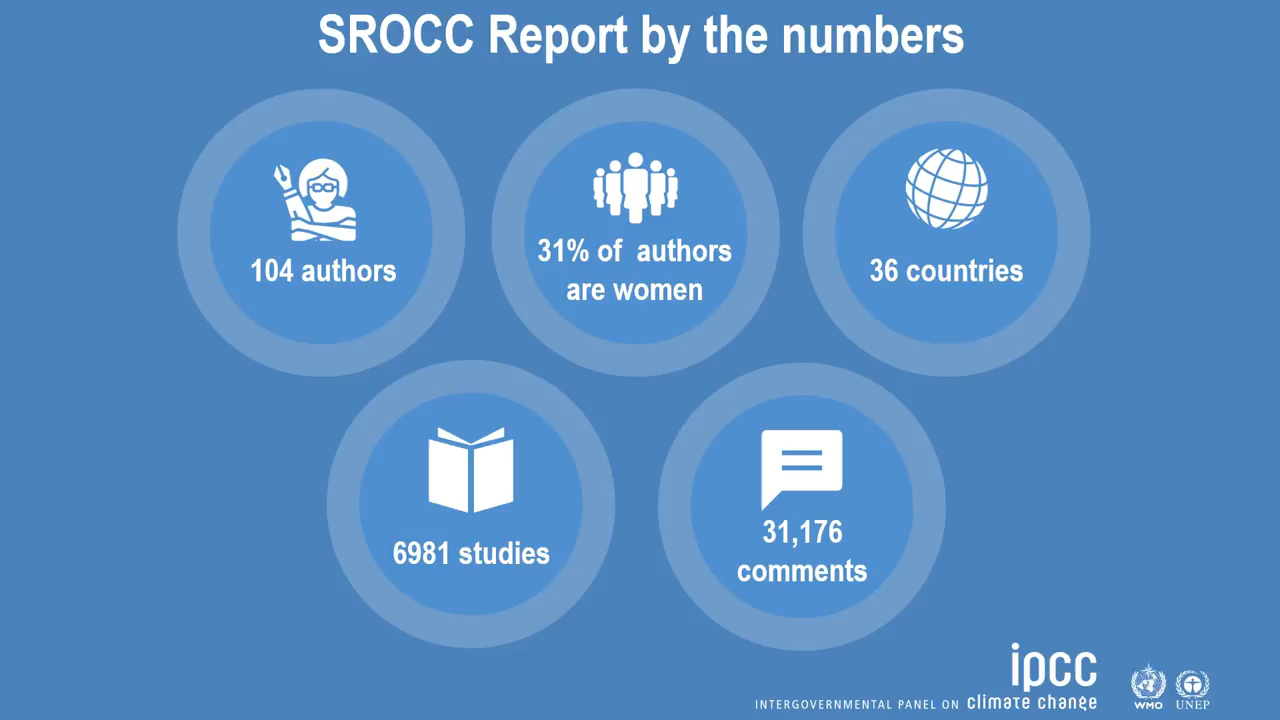 SROCC Report by the numbers
104 authors
31% of authors
are women
36 countries
6981 studies
31,176
comments
ipcc
INTERGOVERNMENTAL PANEL ON climate change
WMO
UNEP